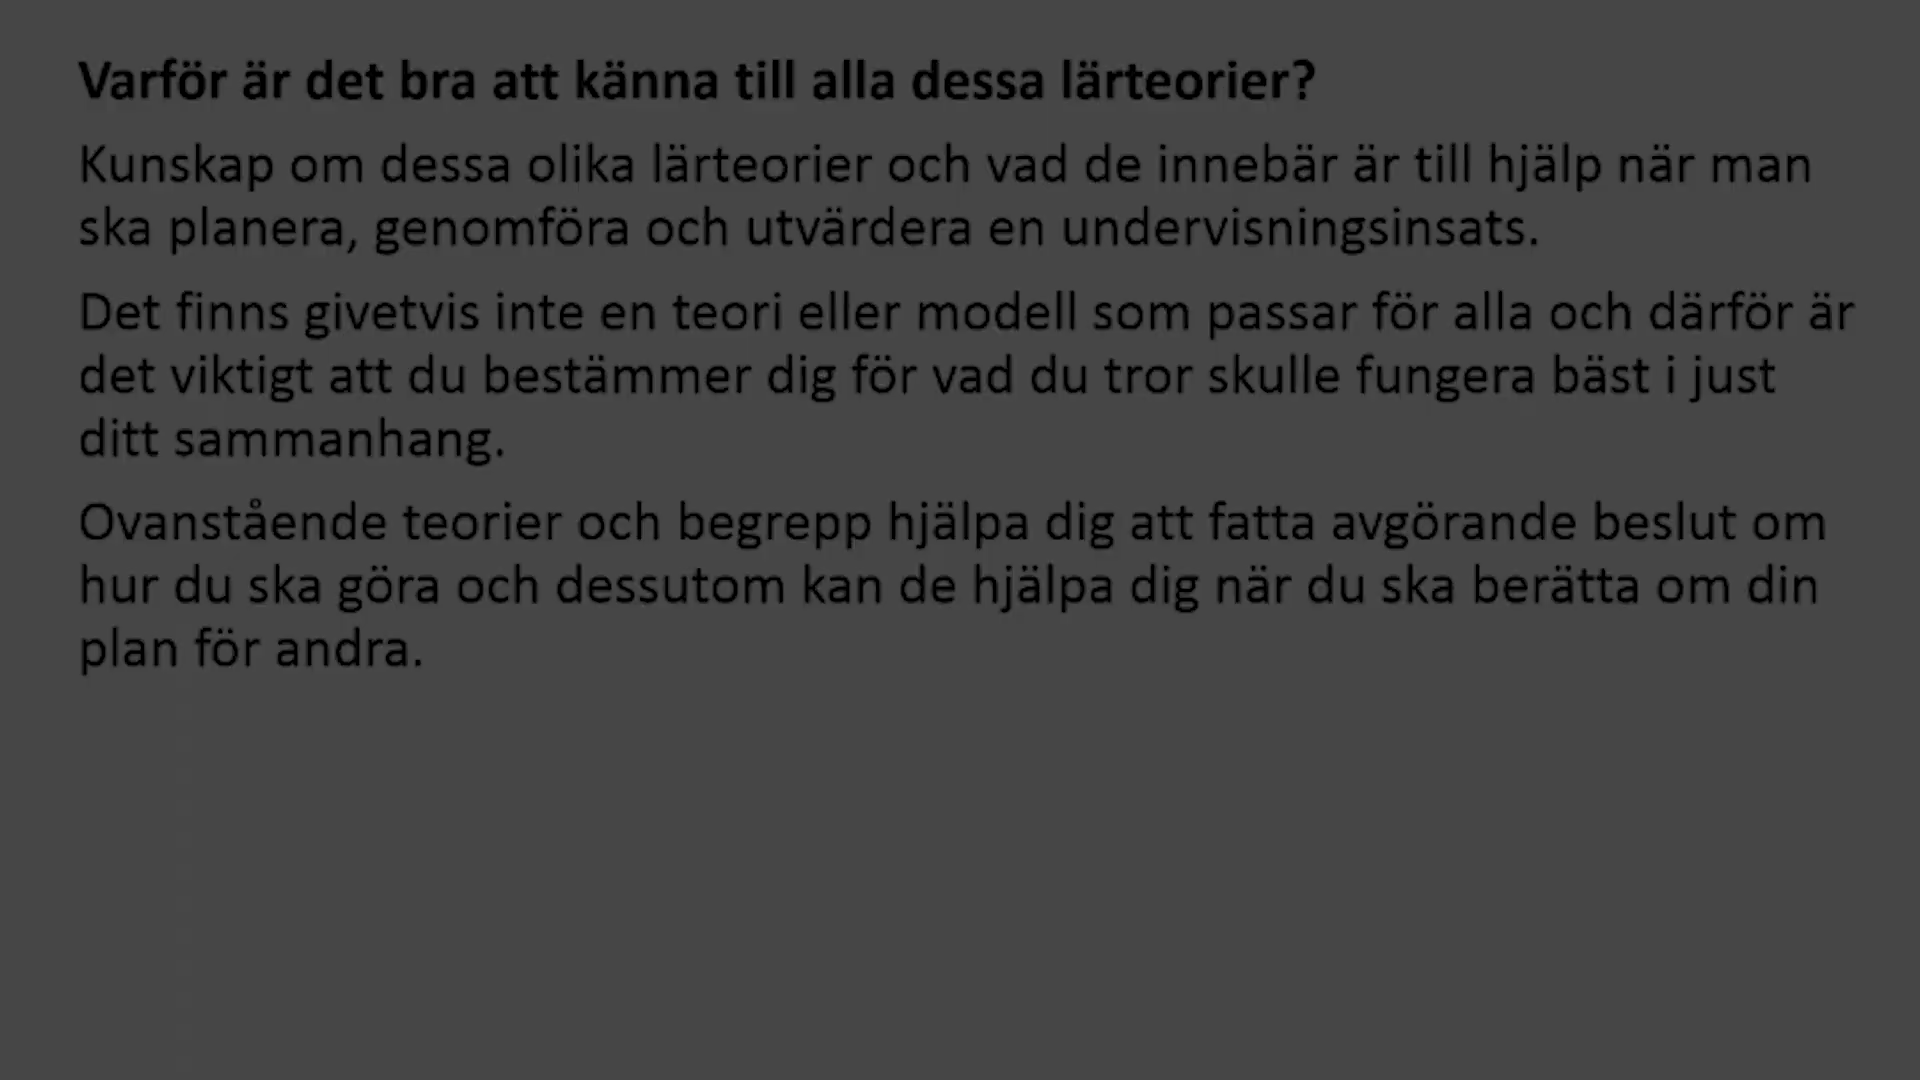 Varför är det bra att känna till alla dessa lärteorier?
Kunskap om dessa olika lärteorier och vad de innebär är till hjälp när man
ska planera, genomföra och utvärdera en undervisningsinsats.
Det finns givetvis inte en teori eller modell som passar för alla och därför är
det viktigt att du bestämmer dig för vad du tror skulle fungera bäst i just
ditt sammanhang.
Ovanstående teorier och begrepp hjälpa dig att fatta avgörande beslut om
hur du ska göra och dessutom kan de hjälpa dig när du ska berätta om din
plan för andra.